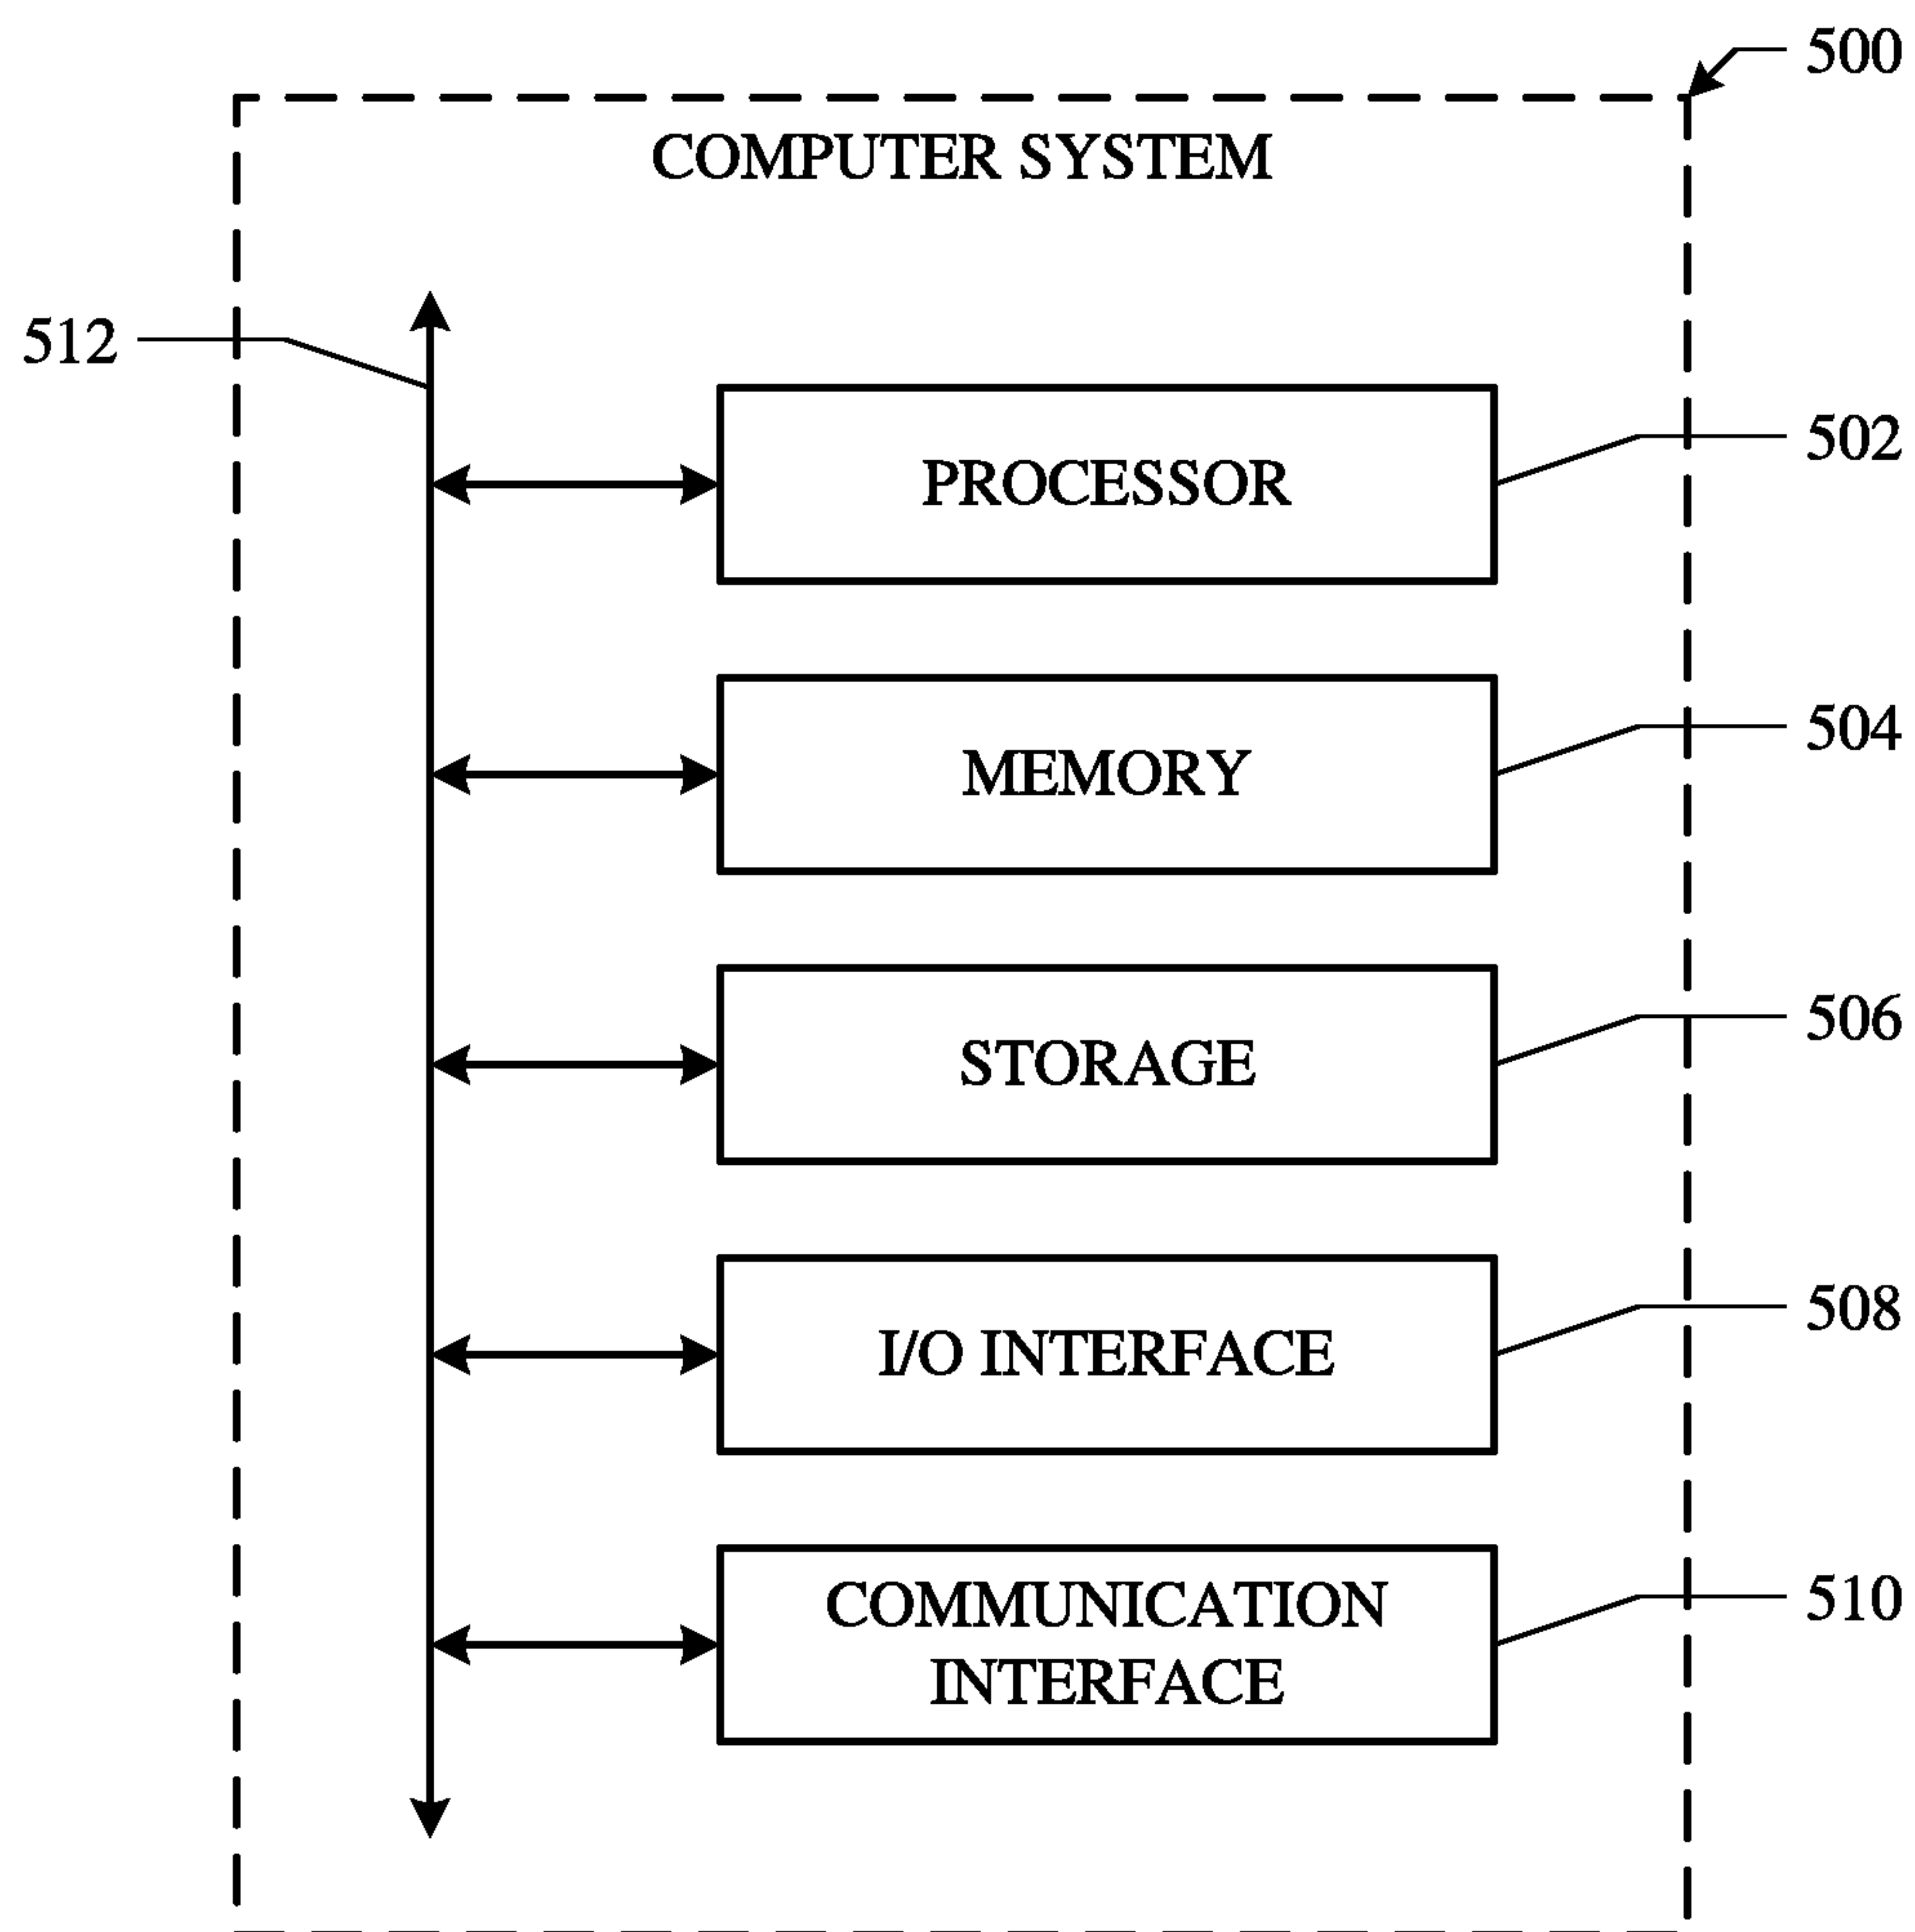 500
COMPUTER SYSTEM
512
PROCESSOR
502
MEMORY
504
STORAGE
506
I/O INTERFACE
508
COMMUNICATION
INTERFACE
510